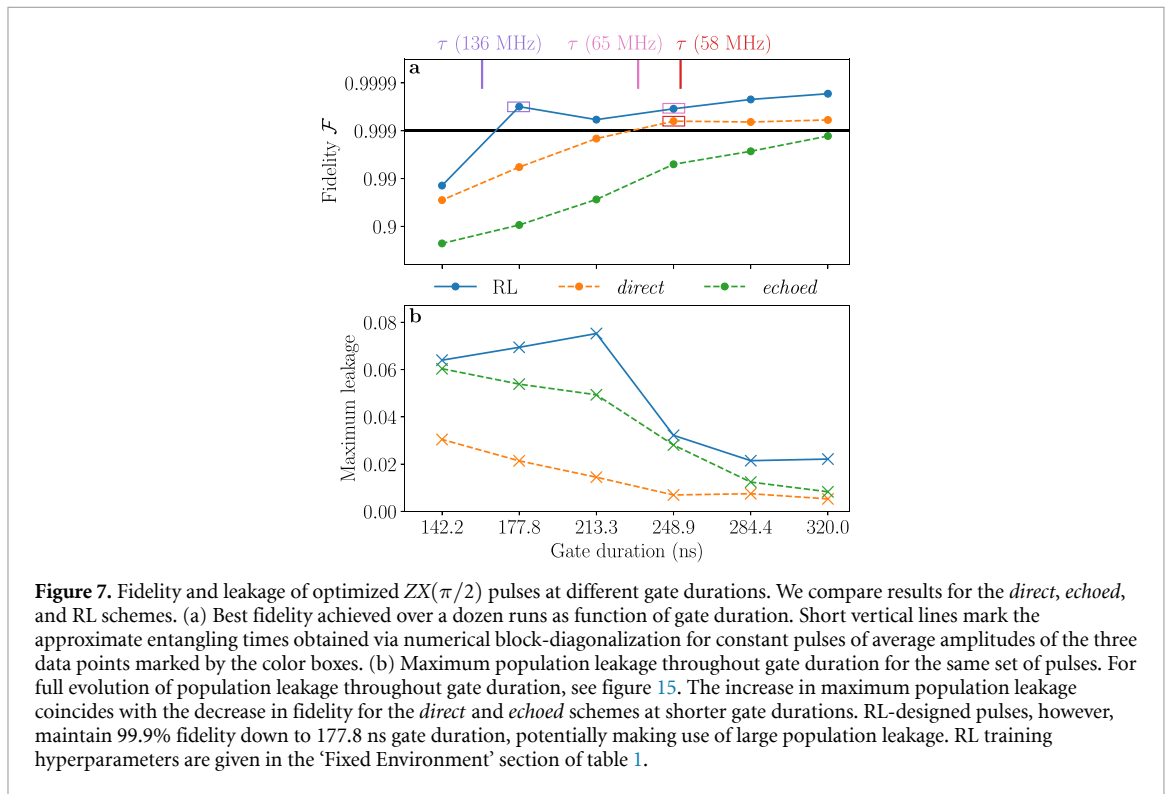 τ (136 MHz) τ (65 MHz) τ (58 MHz)
a
0.9999
0.999
0.99
0.9
Fidelity 𝓕
RL direct echoed
b
0.08
0.06
0.04
0.02
0.00
Maximum leakage
142.2 177.8 213.3 248.9 284.4 320.0
Gate duration (ns)
Figure 7. Fidelity and leakage of optimized ZX(π/2) pulses at different gate durations. We compare results for the direct, echoed,
and RL schemes. (a) Best fidelity achieved over a dozen runs as function of gate duration. Short vertical lines mark the
approximate entangling times obtained via numerical block-diagonalization for constant pulses of average amplitudes of the three
data points marked by the color boxes. (b) Maximum population leakage throughout gate duration for the same set of pulses. For
full evolution of population leakage throughout gate duration, see figure 15. The increase in maximum population leakage
coincides with the decrease in fidelity for the direct and echoed schemes at shorter gate durations. RL-designed pulses, however,
maintain 99.9% fidelity down to 177.8 ns gate duration, potentially making use of large population leakage. RL training
hyperparameters are given in the ‘Fixed Environment’ section of table 1.